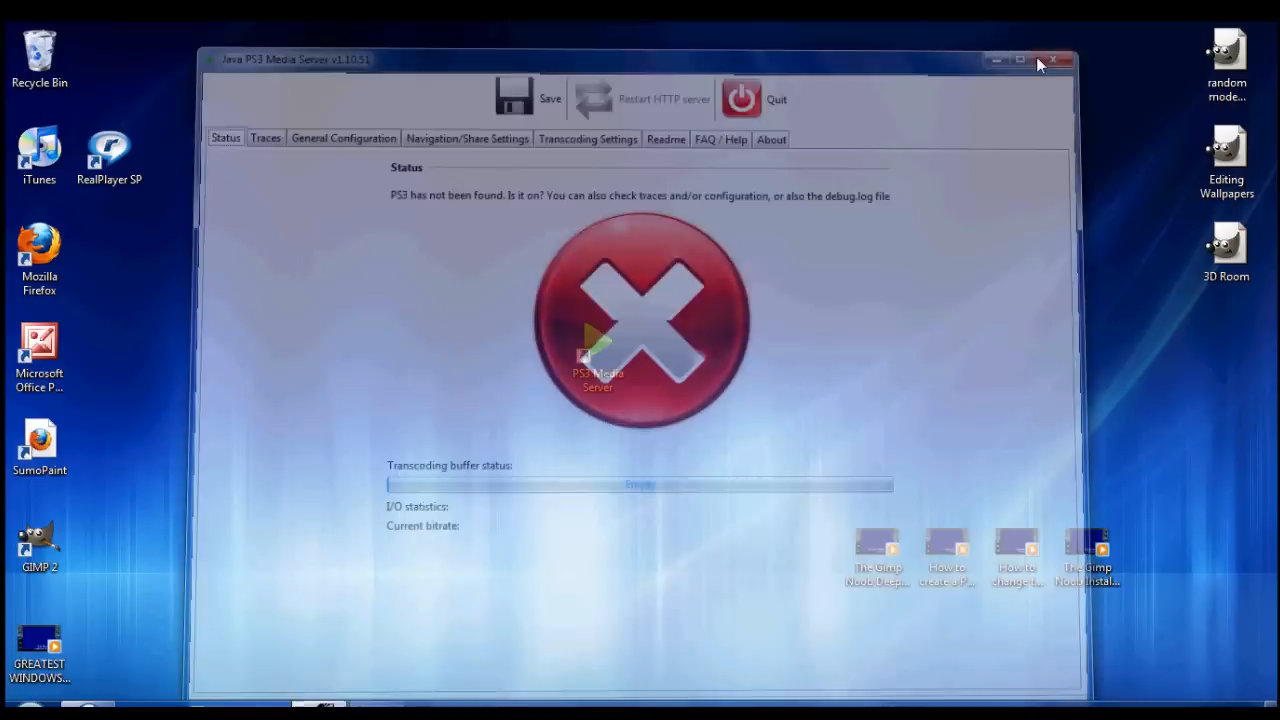 Java PS3 Media Server v1.10.51
Save
Restart HTTP server
Quit
Status
Traces
General Configuration
Navigation/Share Settings
Transcoding Settings
Readme
FAQ / Help
About
Status
PS3 has not been found. Is it on? You can also check traces and/or configuration, or also the debug.log file
PS3 Media
Server
Transcoding buffer status:
Empty
I/O statistics:
Current bitrate:
Recycle Bin
iTunes
RealPlayer SP
Mozilla
Firefox
Microsoft
Office P...
SumoPaint
GIMP 2
GREATEST
WINDOWS...
random
mode...
Editing
Wallpapers
3D Room
The Gimp
Noob Deep...
How to
create a P...
How to
change t...
The Gimp
Noob Instal...